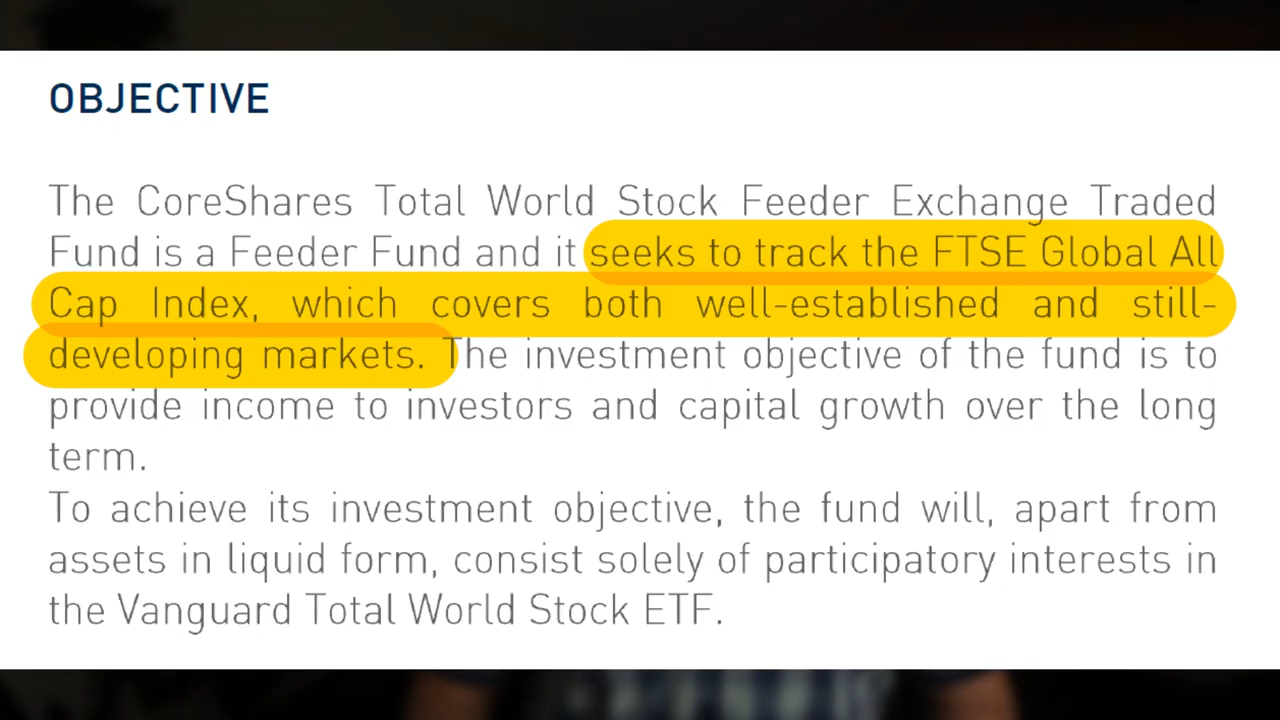 OBJECTIVE
The CoreShares Total World Stock Feeder Exchange Traded
Fund is a Feeder Fund and it seeks to track the FTSE Global All
Cap Index, which covers both well-established and still-
developing markets. The investment objective of the fund is to
provide income to investors and capital growth over the long
term.
To achieve its investment objective, the fund will, apart from
assets in liquid form, consist solely of participatory interests in
the Vanguard Total World Stock ETF.